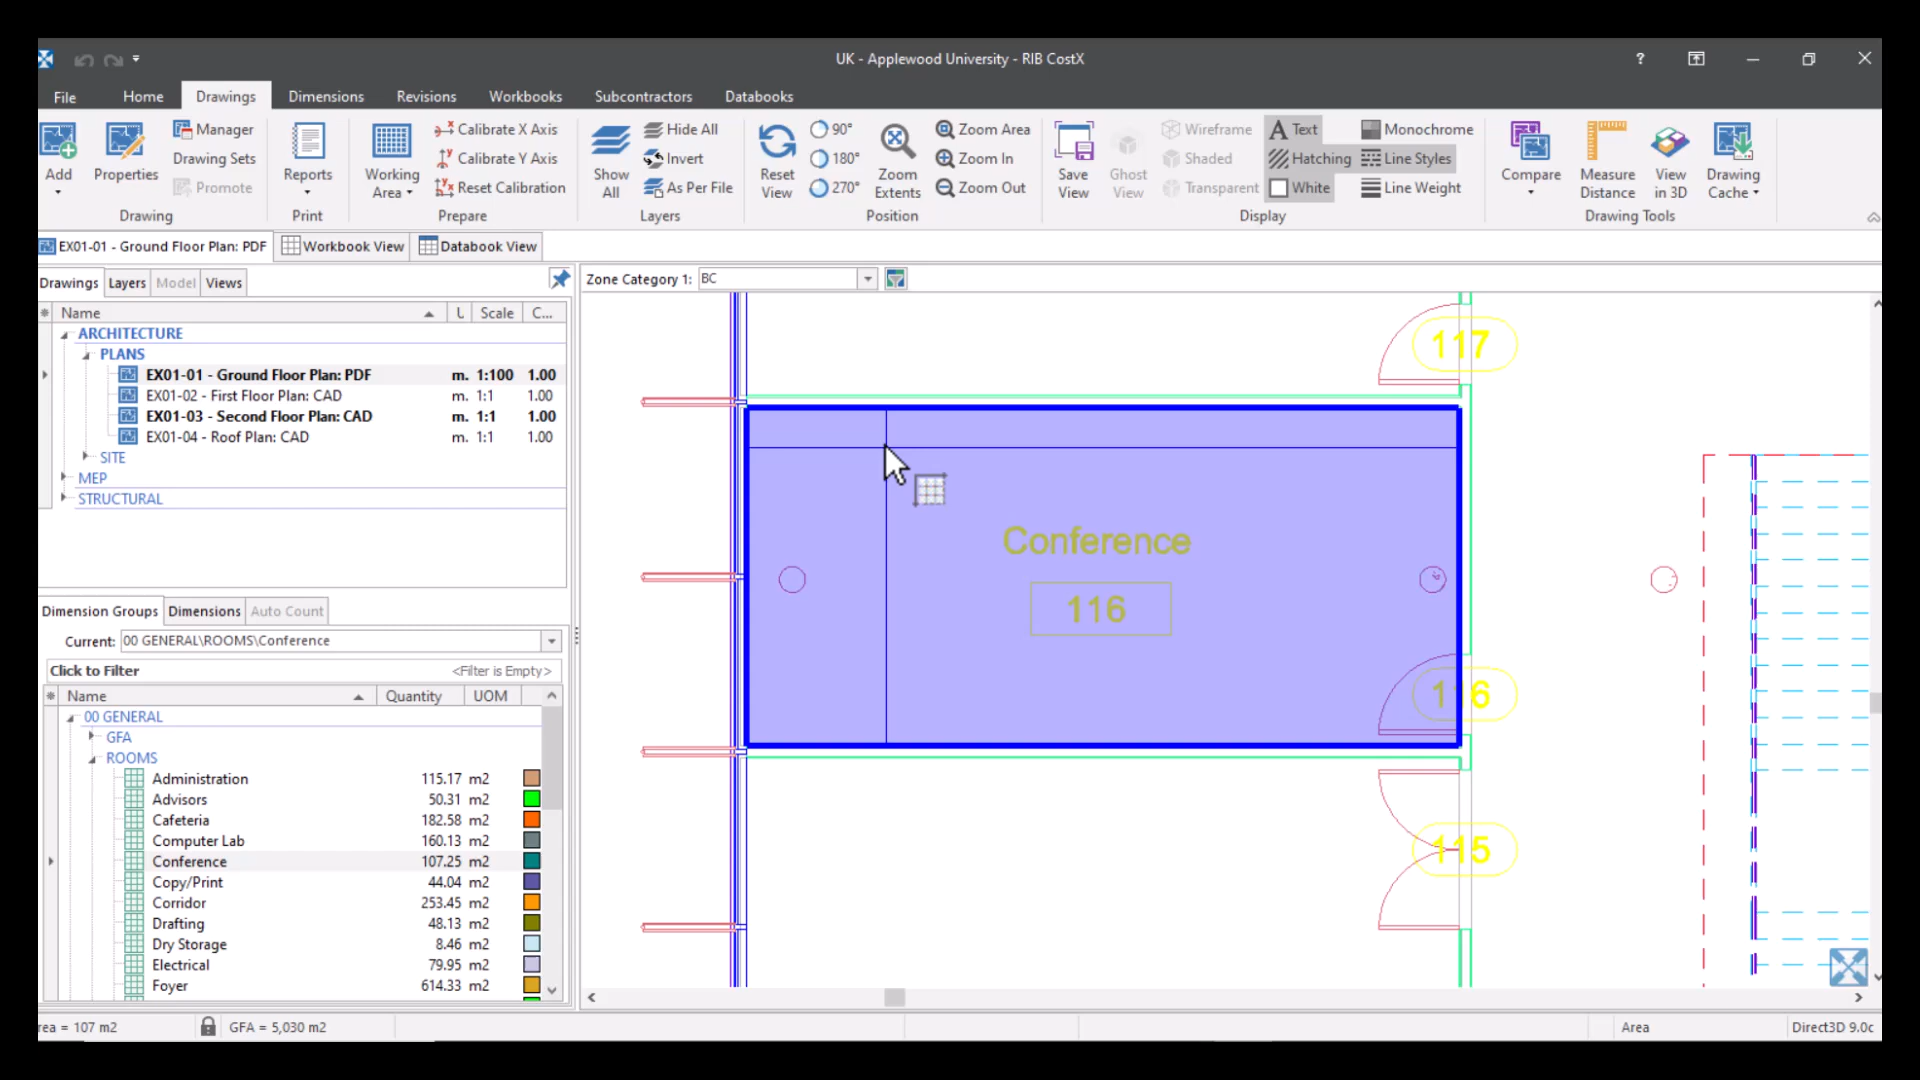 UK - Applewood University - RIB CostX
?
File Home Drawings Dimensions Revisions Workbooks Subcontractors Databooks
Add
Properties
Manager
Drawing Sets
Promote
Drawing
Reports
Print
Working
Area
Calibrate X Axis
Calibrate Y Axis
Reset Calibration
Prepare
Show
All
Hide All
Invert
As Per File
Layers
Reset
View
90°
180°
270°
Zoom
Extents
Zoom Area
Zoom In
Zoom Out
Position
Save
View
Ghost
View
Wireframe
Shaded
Transparent
Text
Hatching
White
Monochrome
Line Styles
Line Weight
Display
Compare
Measure
Distance
View
in 3D
Drawing
Cache
Drawing Tools
EX01-01 - Ground Floor Plan: PDF Workbook View Databook View
Drawings Layers Model Views
Zone Category 1: BC
Name U Scale C...
ARCHITECTURE
PLANS
EX01-01 - Ground Floor Plan: PDF m. 1:100 1.00
EX01-02 - First Floor Plan: CAD m. 1:1 1.00
EX01-03 - Second Floor Plan: CAD m. 1:1 1.00
EX01-04 - Roof Plan: CAD m. 1:1 1.00
SITE
MEP
STRUCTURAL
117
Conference
116
116
115
Dimension Groups Dimensions Auto Count
Current: 00 GENERAL\ROOMS\Conference
Click to Filter <Filter is Empty>
Name Quantity UOM
00 GENERAL
GFA
ROOMS
Administration 115.17 m2
Advisors 50.31 m2
Cafeteria 182.58 m2
Computer Lab 160.13 m2
Conference 107.25 m2
Copy/Print 44.04 m2
Corridor 253.45 m2
Drafting 48.13 m2
Dry Storage 8.46 m2
Electrical 79.95 m2
Foyer 614.33 m2
rea = 107 m2 GFA = 5,030 m2 Area Direct3D 9.0c